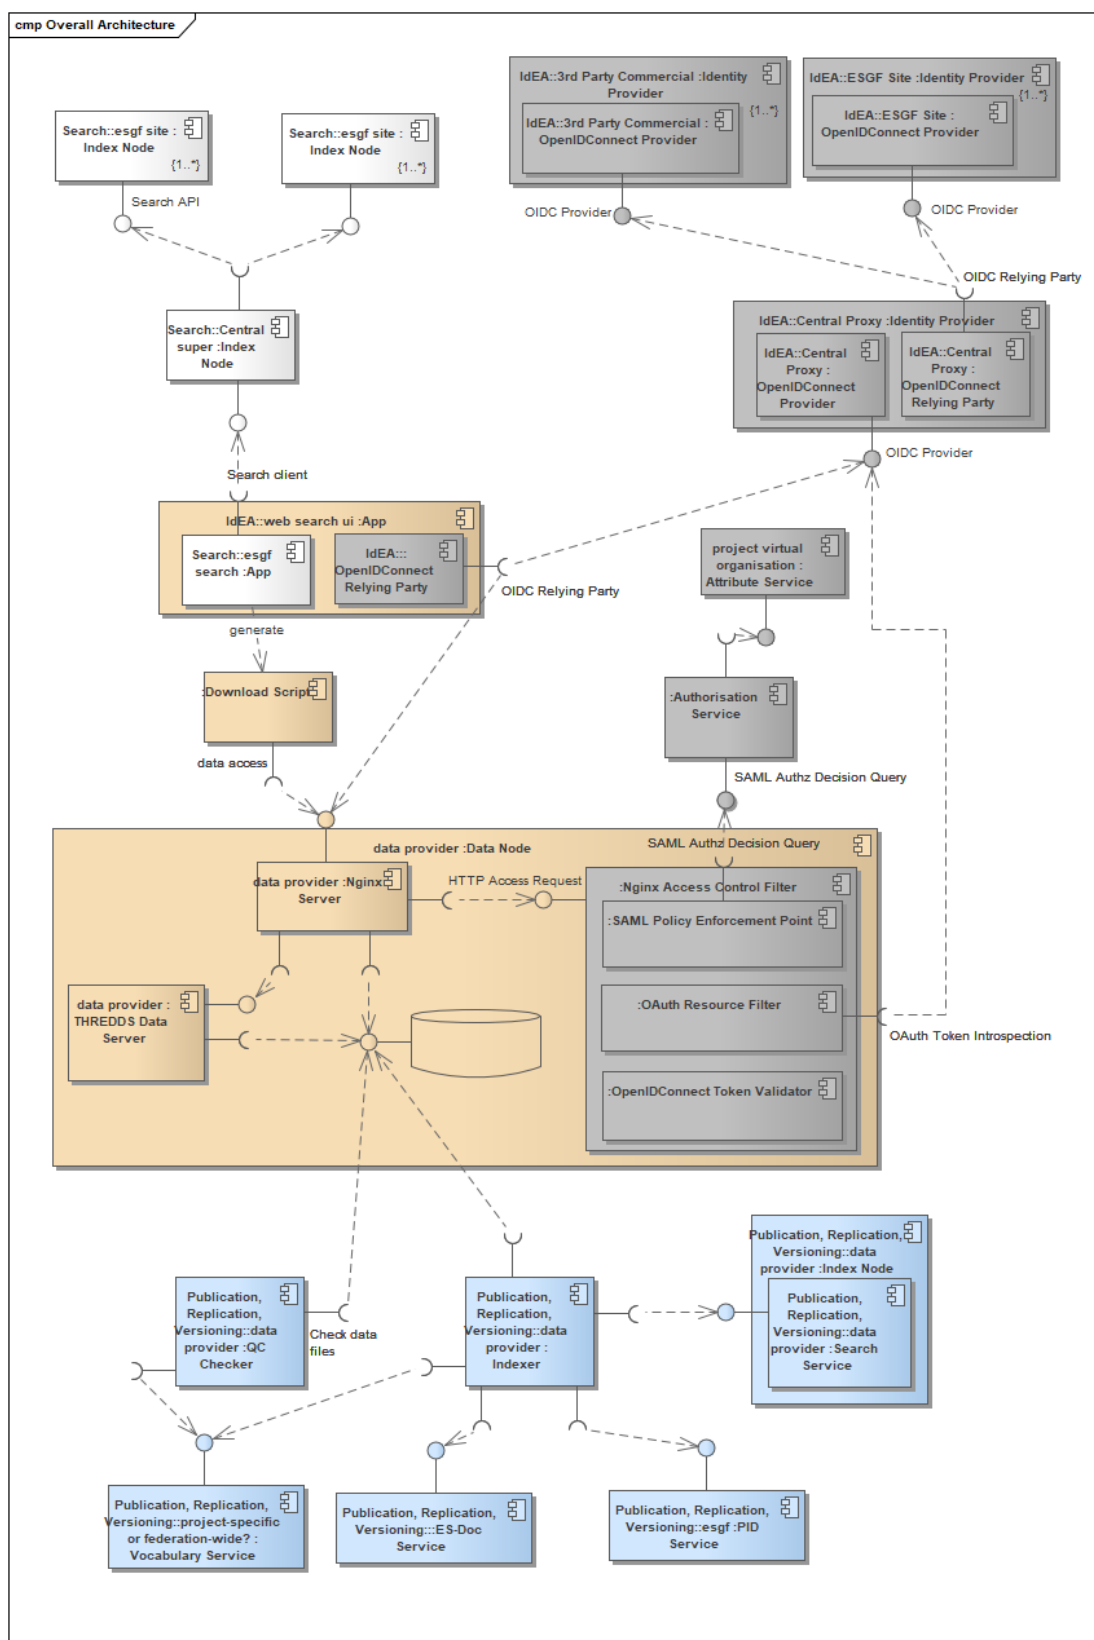 cmp Overall Architecture
IdEA::3rd Party Commercial :Identity
Provider
{1..*}
IdEA::3rd Party Commercial :
OpenIDConnect Provider
IdEA::ESGF Site :Identity Provider
{1..*}
IdEA::ESGF Site :
OpenIDConnect Provider
Search::esgf site :
Index Node
{1..*}
Search::esgf site :
Index Node
{1..*}
Search API
OIDC Provider
OIDC Provider
OIDC Relying Party
Search::Central
super :Index
Node
IdEA::Central Proxy :Identity Provider
IdEA::Central
Proxy :
OpenIDConnect
Provider
IdEA::Central
Proxy :
OpenIDConnect
Relying Party
OIDC Provider
Search client
IdEA::web search ui :App
Search::esgf
search :App
IdEA:::
OpenIDConnect
Relying Party
OIDC Relying Party
project virtual
organisation :
Attribute Service
generate
:Download Script
:Authorisation
Service
data access
SAML Authz Decision Query
SAML Authz Decision Query
data provider :Data Node
data provider :Nginx
Server
HTTP Access Request
:Nginx Access Control Filter
:SAML Policy Enforcement Point
data provider :
THREDDS Data
Server
:OAuth Resource Filter
OAuth Token Introspection
:OpenIDConnect Token Validator
Publication, Replication,
Versioning::data
provider :Index Node
Publication,
Replication,
Versioning::data
provider :Search
Service
Publication,
Replication,
Versioning::data
provider :QC
Checker
Check data
files
Publication,
Replication,
Versioning::data
provider :
Indexer
Publication, Replication,
Versioning::project-specific
or federation-wide? :
Vocabulary Service
Publication, Replication,
Versioning:::ES-Doc
Service
Publication, Replication,
Versioning::esgf :PID
Service